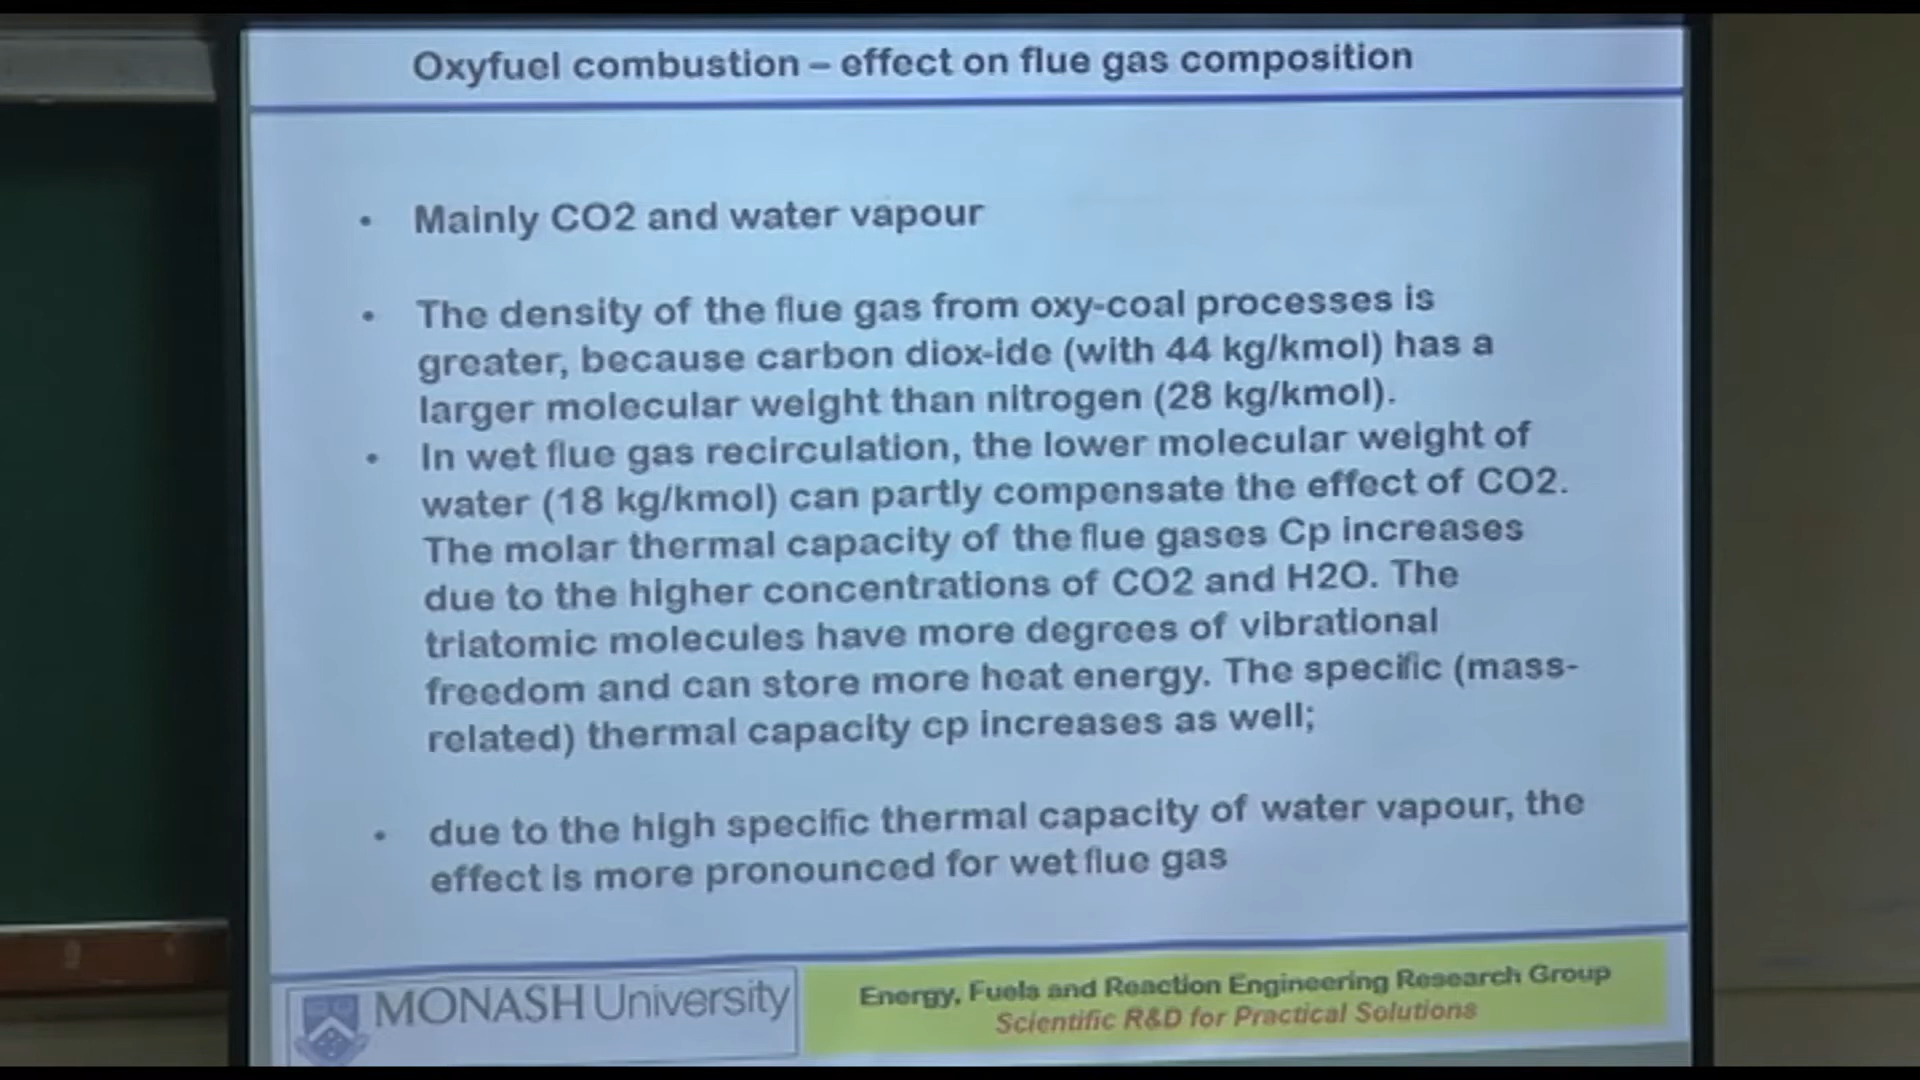 Oxyfuel combustion – effect on flue gas composition
• Mainly CO2 and water vapour
• The density of the flue gas from oxy-coal processes is
greater, because carbon diox-ide (with 44 kg/kmol) has a
larger molecular weight than nitrogen (28 kg/kmol).
• In wet flue gas recirculation, the lower molecular weight of
water (18 kg/kmol) can partly compensate the effect of CO2.
The molar thermal capacity of the flue gases Cp increases
due to the higher concentrations of CO2 and H2O. The
triatomic molecules have more degrees of vibrational
freedom and can store more heat energy. The specific (mass-
related) thermal capacity cp increases as well;
• due to the high specific thermal capacity of water vapour, the
effect is more pronounced for wet flue gas
MONASH University
Energy, Fuels and Reaction Engineering Research Group
Scientific R&D for Practical Solutions